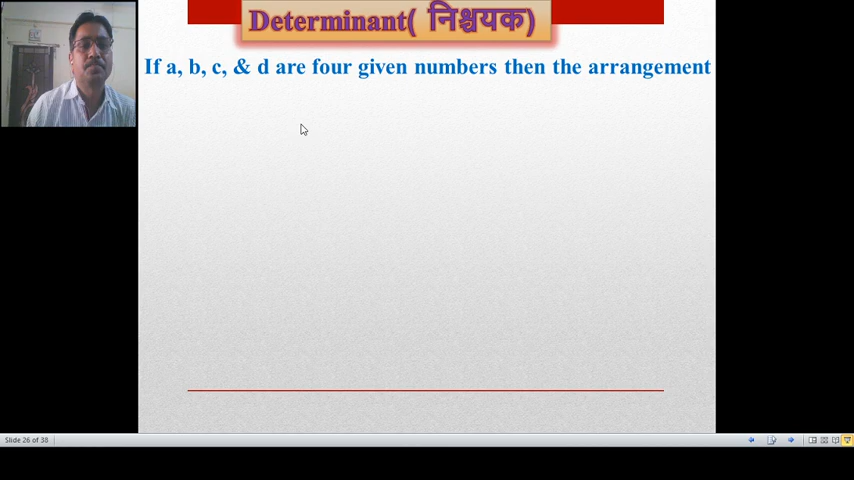 Determinant( निश्चयक)
If a, b, c, & d are four given numbers then the arrangement
Slide 26 of 38